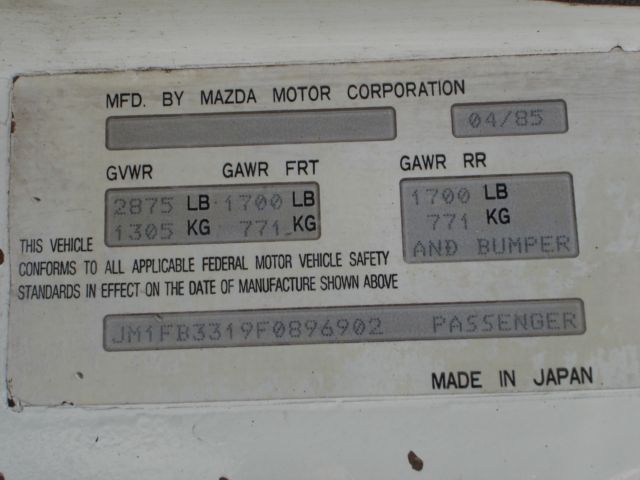 MFD. BY MAZDA MOTOR CORPORATION
04/85
GVWR GAWR FRT GAWR RR
2875 LB 1700 LB 1700 LB
1305 KG 771 KG 771 KG
AND BUMPER
THIS VEHICLE
CONFORMS TO ALL APPLICABLE FEDERAL MOTOR VEHICLE SAFETY
STANDARDS IN EFFECT ON THE DATE OF MANUFACTURE SHOWN ABOVE
JM1FB3319F0896902 PASSENGER
MADE IN JAPAN